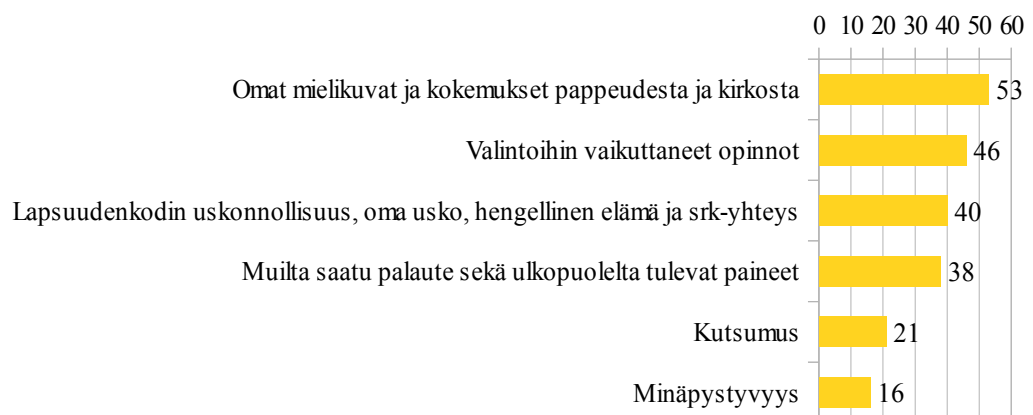 0 10 20 30 40 50 60
Omat mielikuvat ja kokemukset pappeudesta ja kirkosta 53
Valintoihin vaikuttaneet opinnot 46
Lapsuudenkodin uskonnollisuus, oma usko, hengellinen elämä ja srk-yhteys 40
Muilta saatu palaute sekä ulkopuolelta tulevat paineet 38
Kutsumus 21
Minäpystyvyys 16